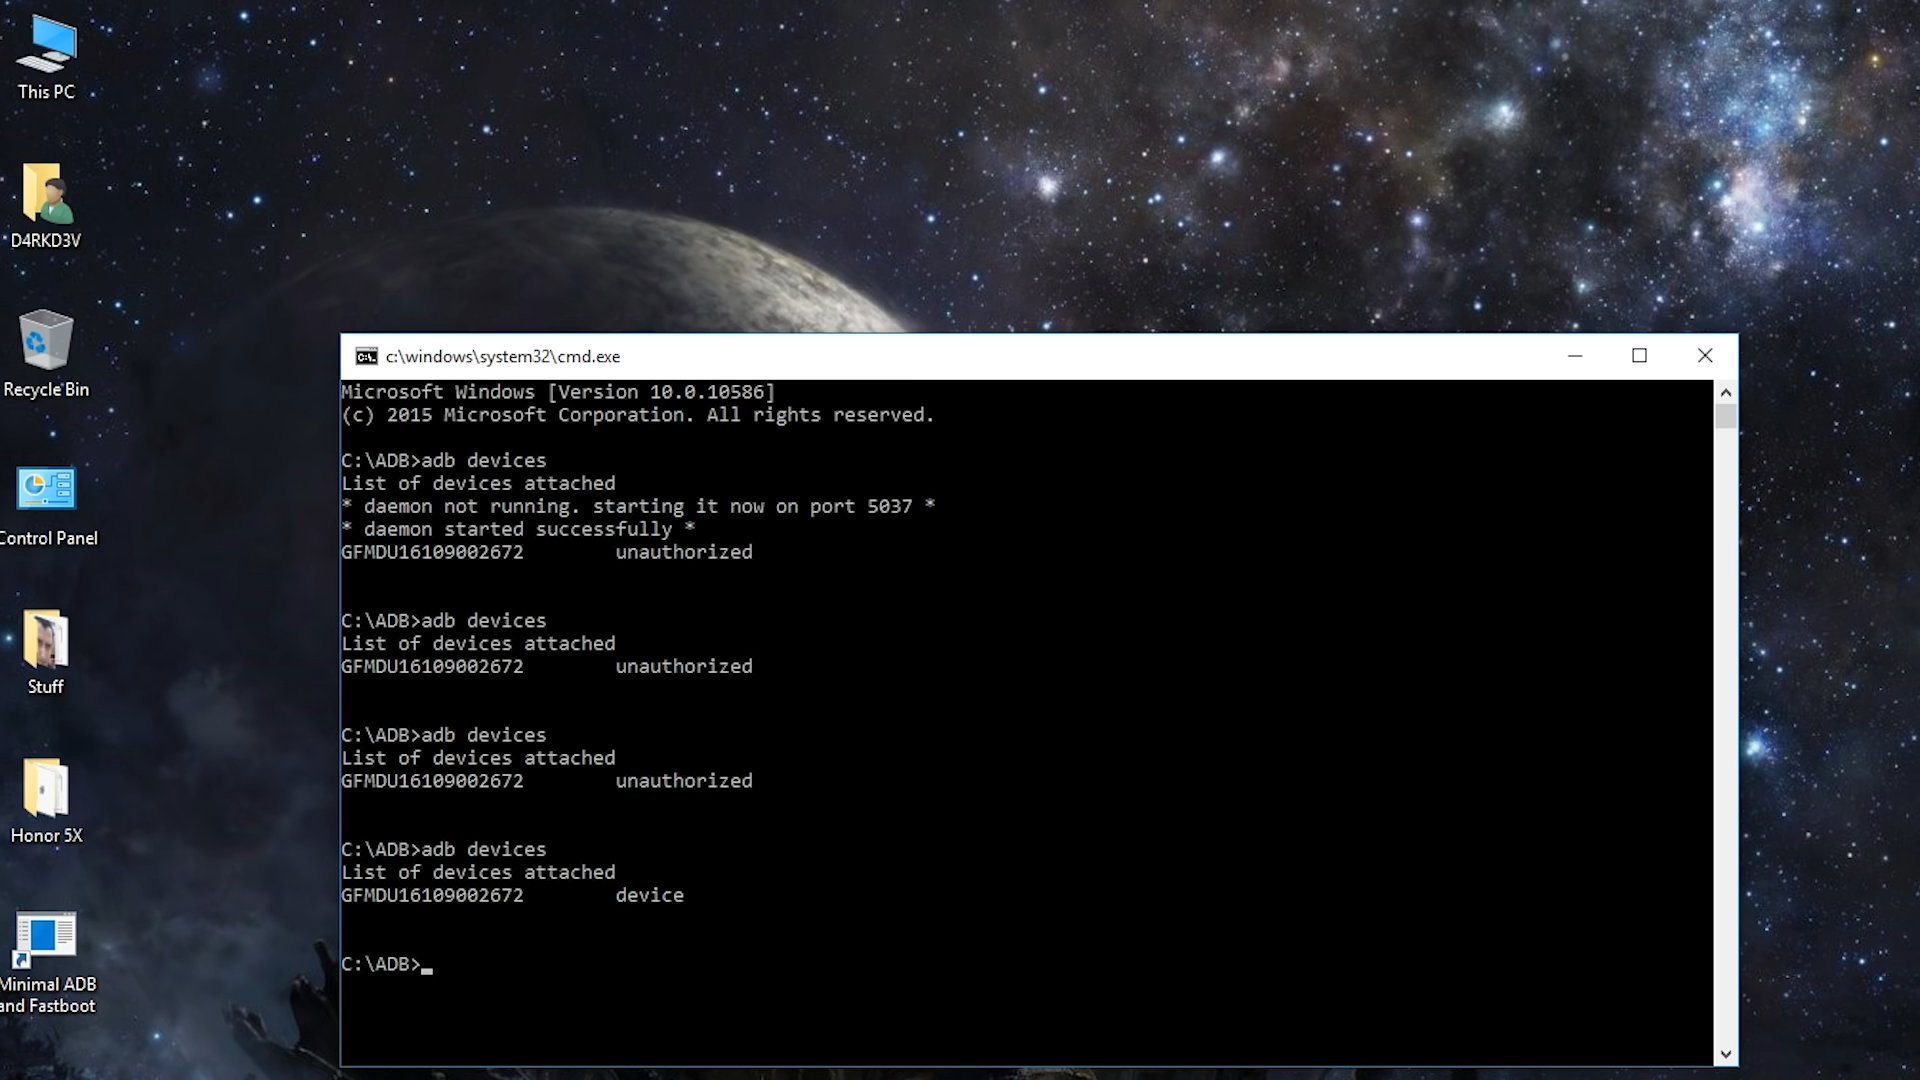 This PC
D4RKD3V
Recycle Bin
Control Panel
Stuff
Honor 5X
Minimal ADB
and Fastboot
c:\windows\system32\cmd.exe
Microsoft Windows [Version 10.0.10586]
(c) 2015 Microsoft Corporation. All rights reserved.
C:\ADB>adb devices
List of devices attached
* daemon not running. starting it now on port 5037 *
* daemon started successfully *
GFMDU16109002672 unauthorized
C:\ADB>adb devices
List of devices attached
GFMDU16109002672 unauthorized
C:\ADB>adb devices
List of devices attached
GFMDU16109002672 unauthorized
C:\ADB>adb devices
List of devices attached
GFMDU16109002672 device
C:\ADB>